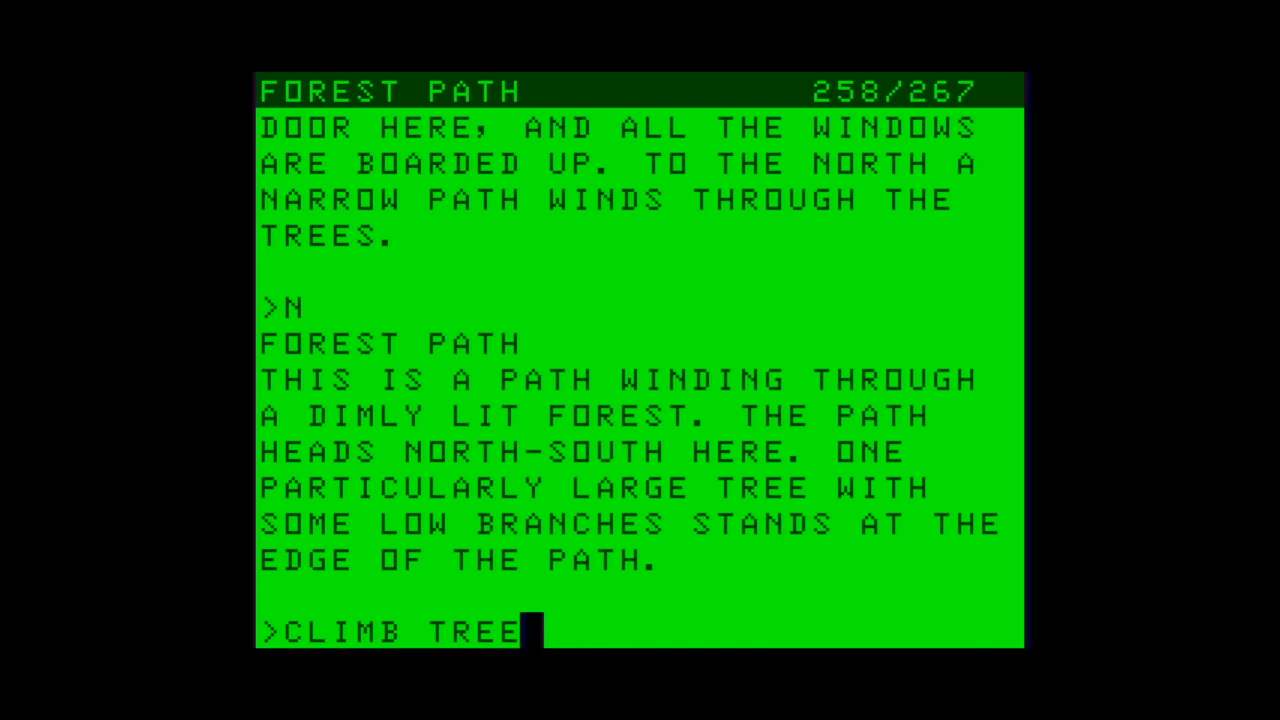 FOREST PATH 258/267
DOOR HERE, AND ALL THE WINDOWS
ARE BOARDED UP. TO THE NORTH A
NARROW PATH WINDS THROUGH THE
TREES.
>N
FOREST PATH
THIS IS A PATH WINDING THROUGH
A DIMLY LIT FOREST. THE PATH
HEADS NORTH-SOUTH HERE. ONE
PARTICULARLY LARGE TREE WITH
SOME LOW BRANCHES STANDS AT THE
EDGE OF THE PATH.
>CLIMB TREE